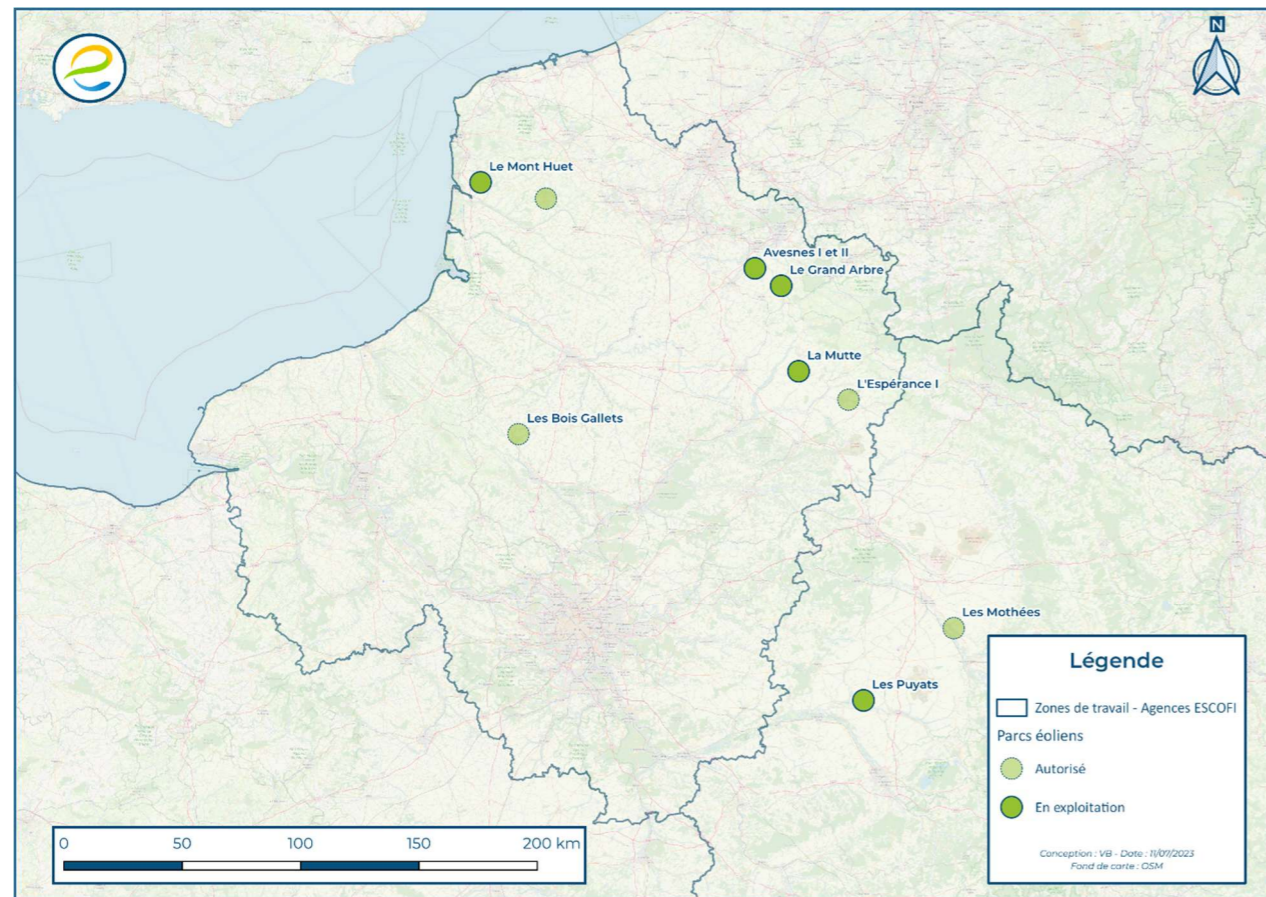 N
Le Mont Huet
Avesnes I et II
Le Grand Arbre
La Mutte
L'Espérance I
Les Bois Gallets
Les Mothées
Les Puyats
Légende
Zones de travail - Agences ESCOFI
Parcs éoliens
Autorisé
En exploitation
Conception : VB - Date : 11/07/2023
Fond de carte : OSM
0 50 100 150 200 km